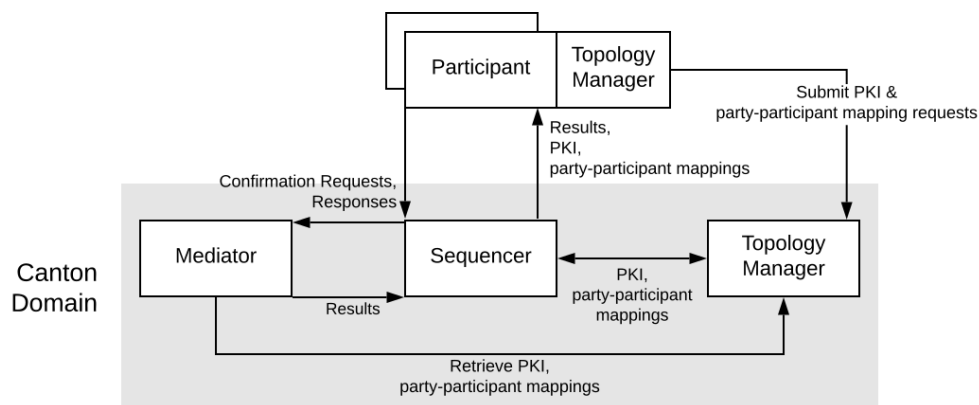 Participant
Topology
Manager
Submit PKI &
party-participant mapping requests
Results,
PKI,
party-participant mappings
Confirmation Requests,
Responses
Mediator
Sequencer
Topology
Manager
Canton
Domain
Results
PKI,
party-participant
mappings
Retrieve PKI,
party-participant mappings